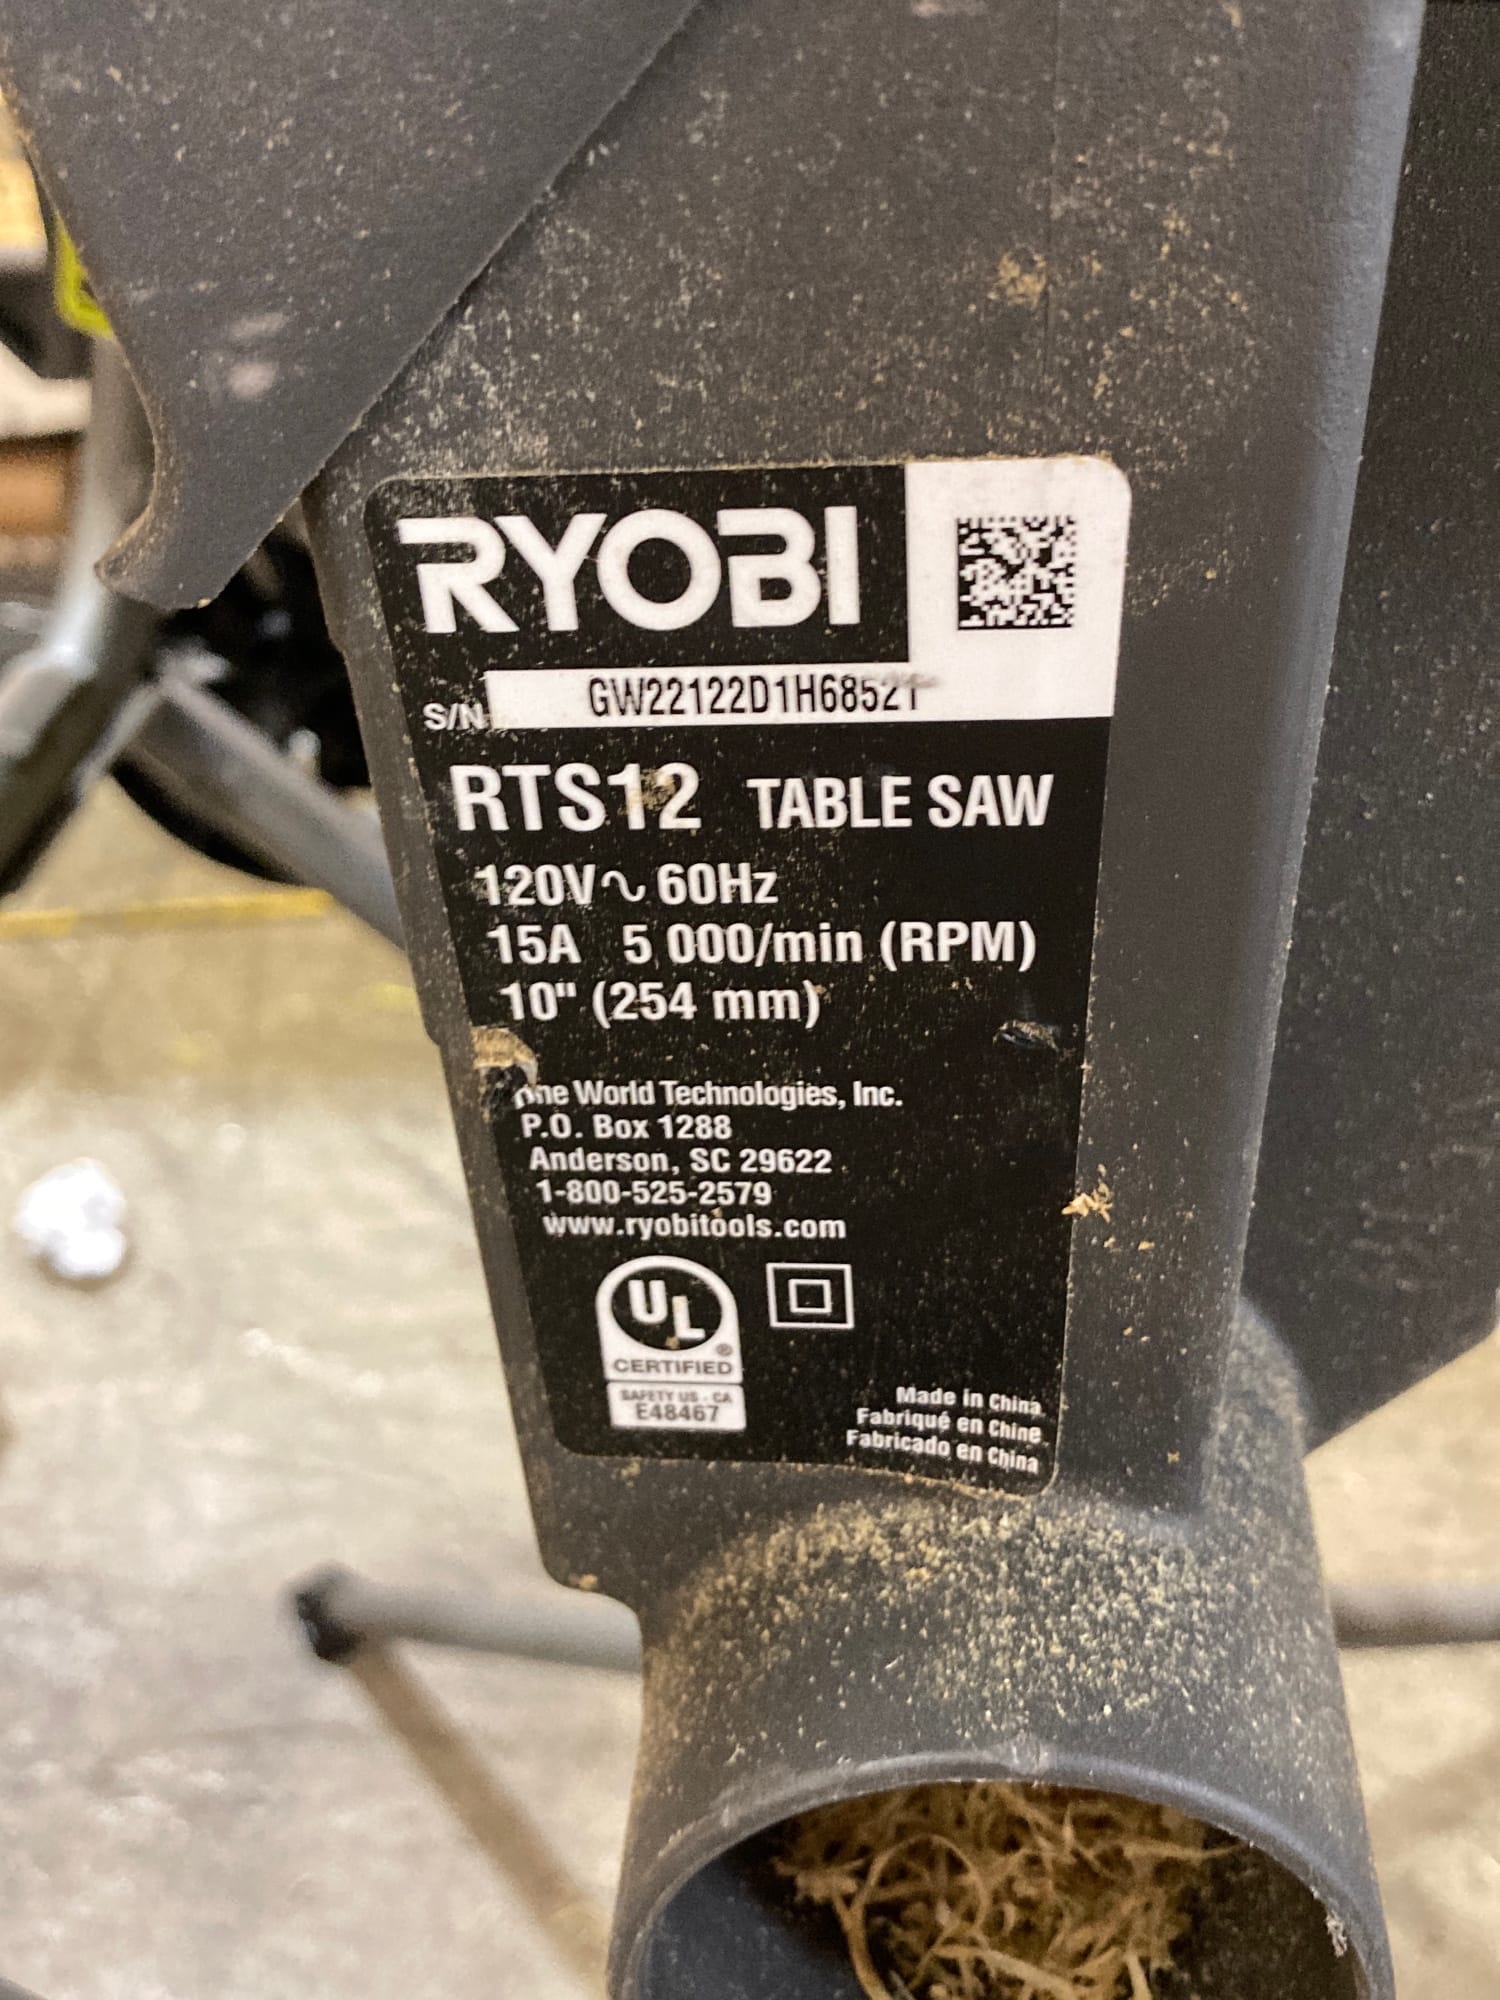 RYOBI
S/N GW22122D1H68521
RTS12 TABLE SAW
120V ~ 60Hz
15A 5 000/min (RPM)
10" (254 mm)
One World Technologies, Inc.
P.O. Box 1288
Anderson, SC 29622
1-800-525-2579
www.ryobitools.com
UL
®
CERTIFIED
SAFETY US - CA
E48467
Made in China
Fabriqué en Chine
Fabricado en China